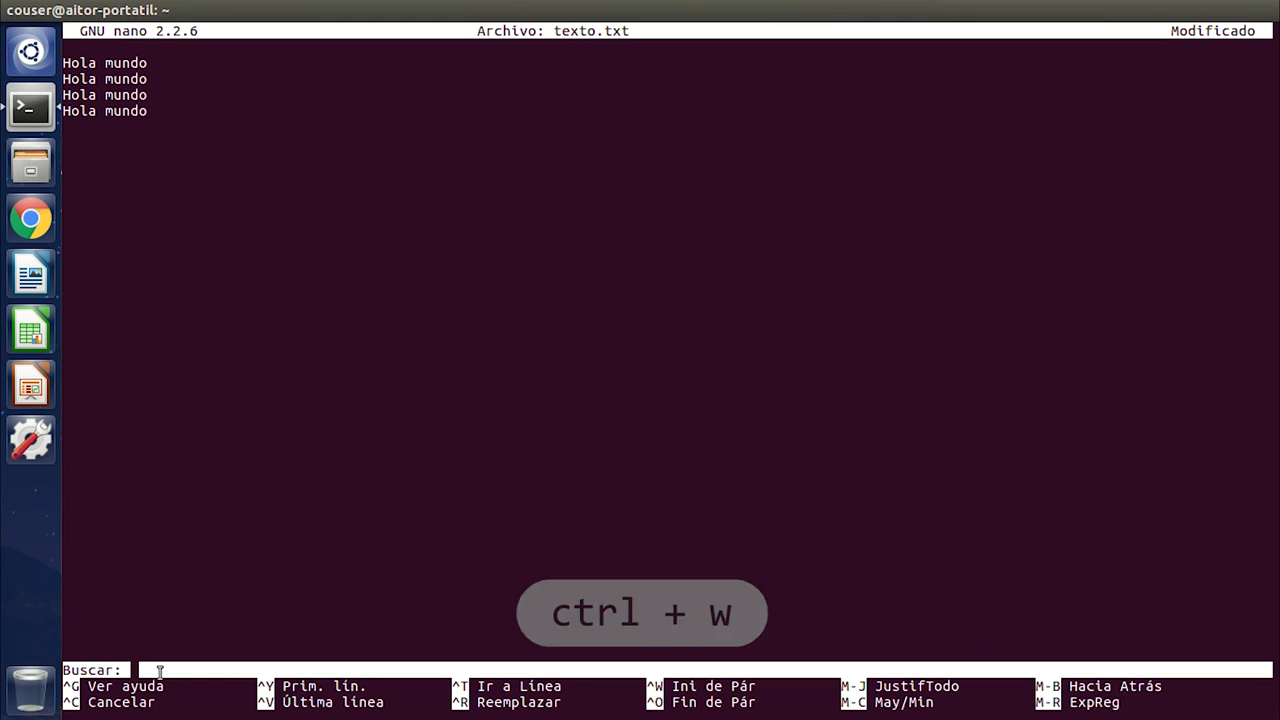 couser@aitor-portatil: ~
GNU nano 2.2.6 Archivo: texto.txt Modificado
Hola mundo
Hola mundo
Hola mundo
Hola mundo
ctrl + w
Buscar:
^G Ver ayuda ^Y Prim. lín. ^T Ir a Línea ^W Ini de Pár M-J JustifTodo M-B Hacia Atrás
^C Cancelar ^V Última línea ^R Reemplazar ^O Fin de Pár M-C May/Min M-R ExpReg